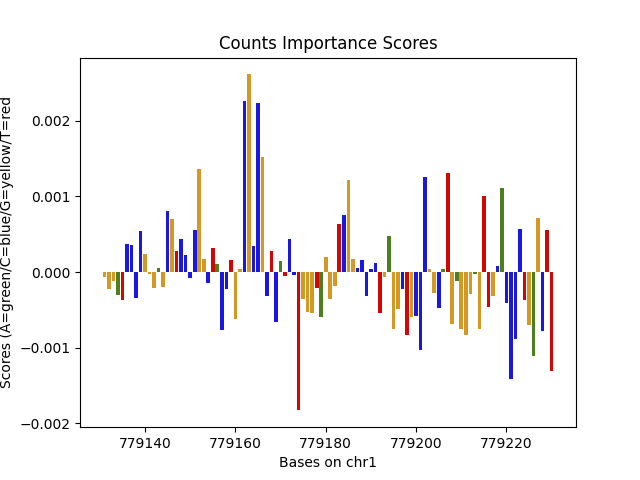 Counts Importance Scores
Scores (A=green/C=blue/G=yellow/T=red
0.002
0.001
0.000
−0.001
−0.002
779140 779160 779180 779200 779220
Bases on chr1